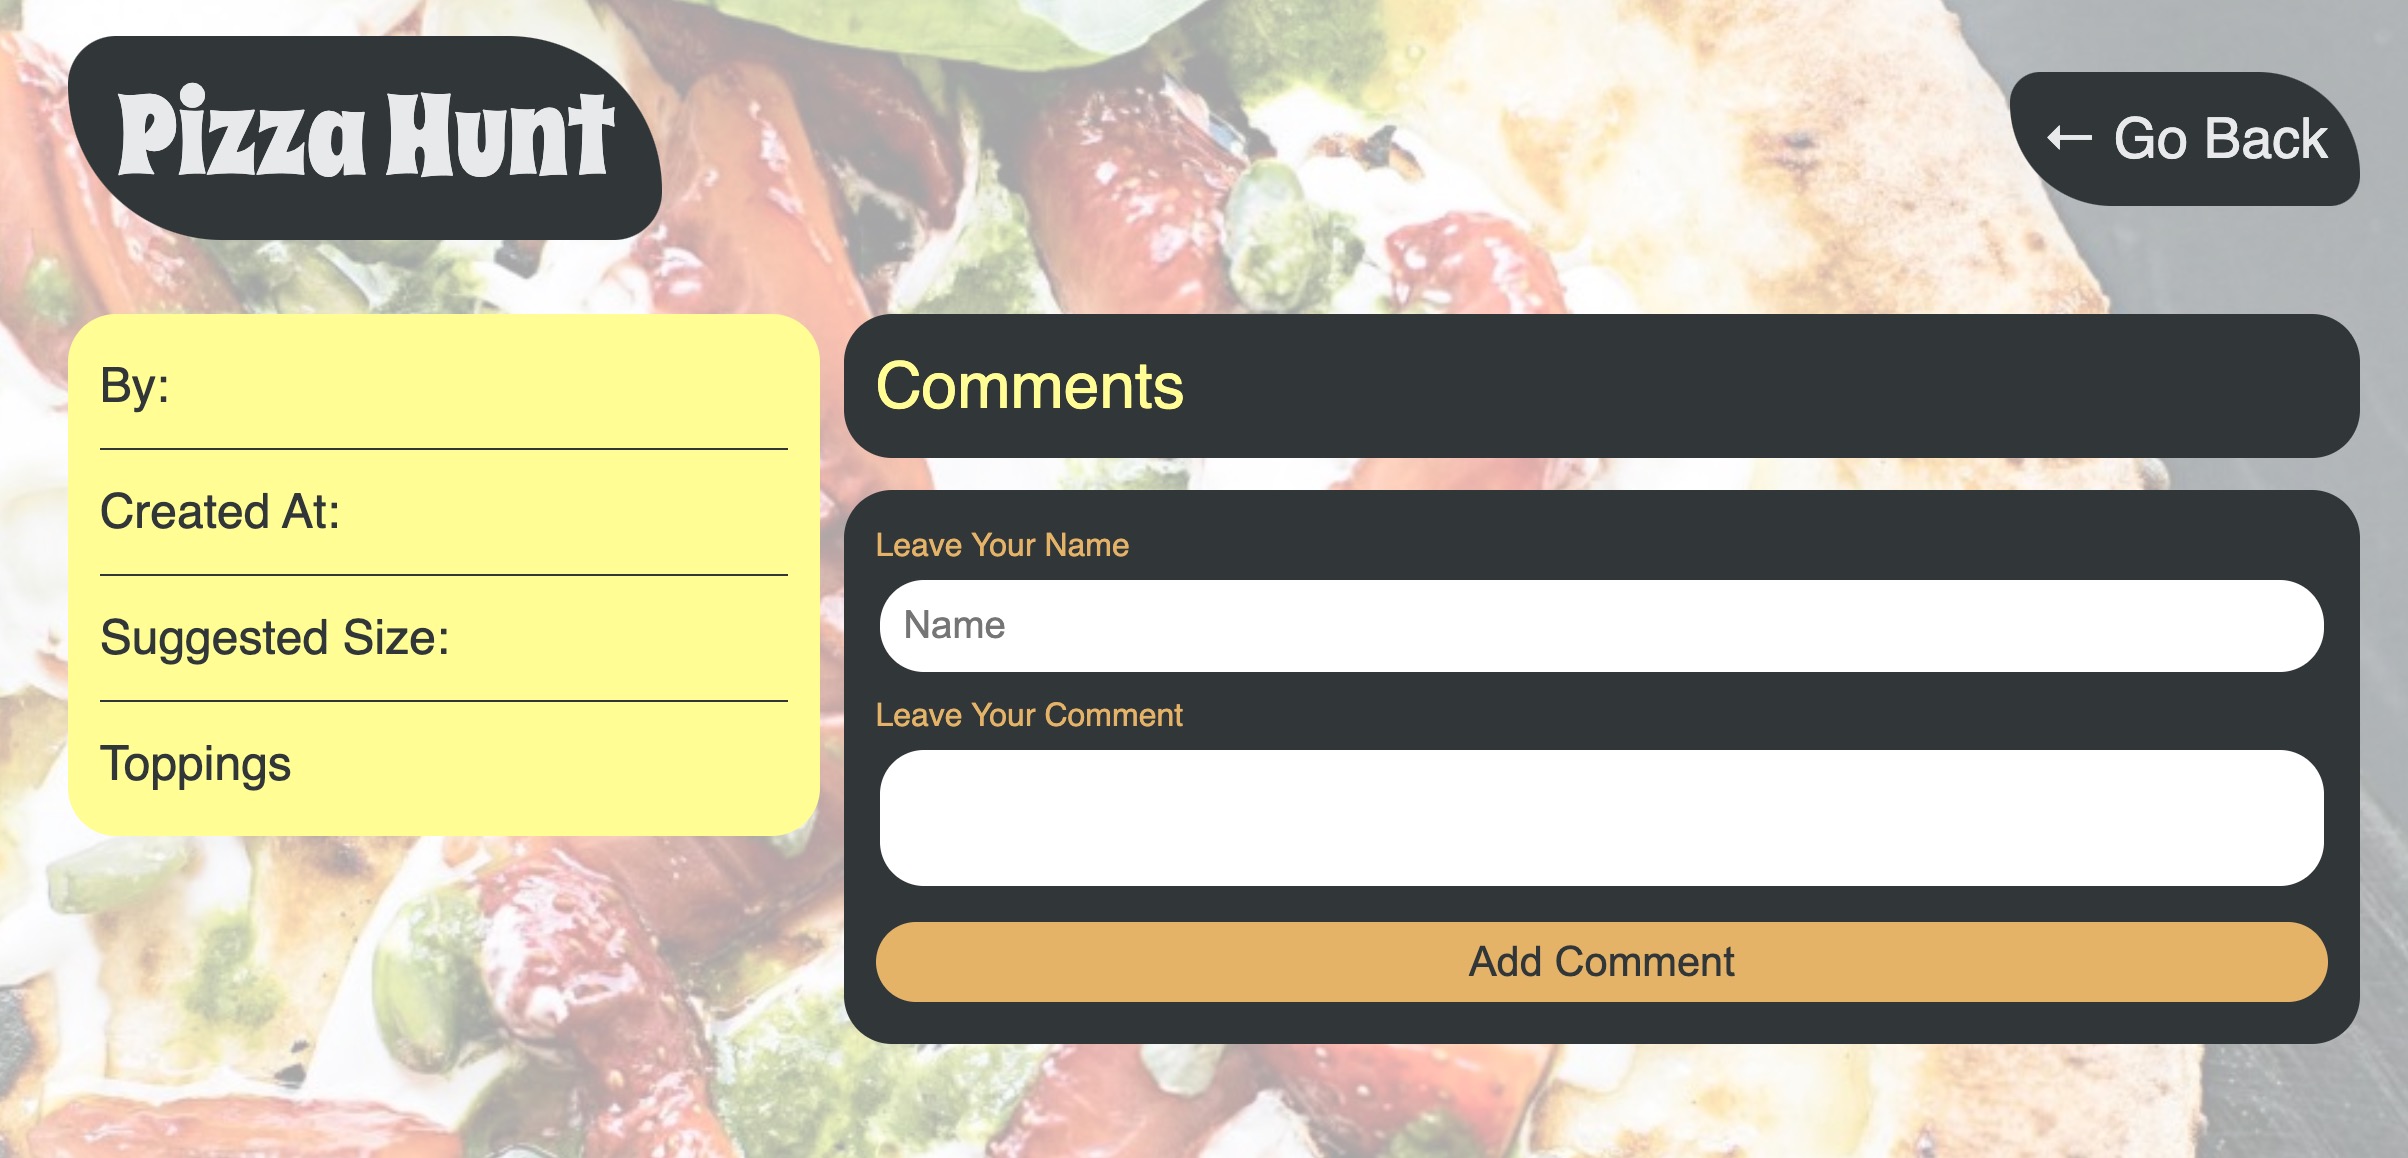 Pizza Hunt
← Go Back
By:
Created At:
Suggested Size:
Toppings
Comments
Leave Your Name
Name
Leave Your Comment
Add Comment